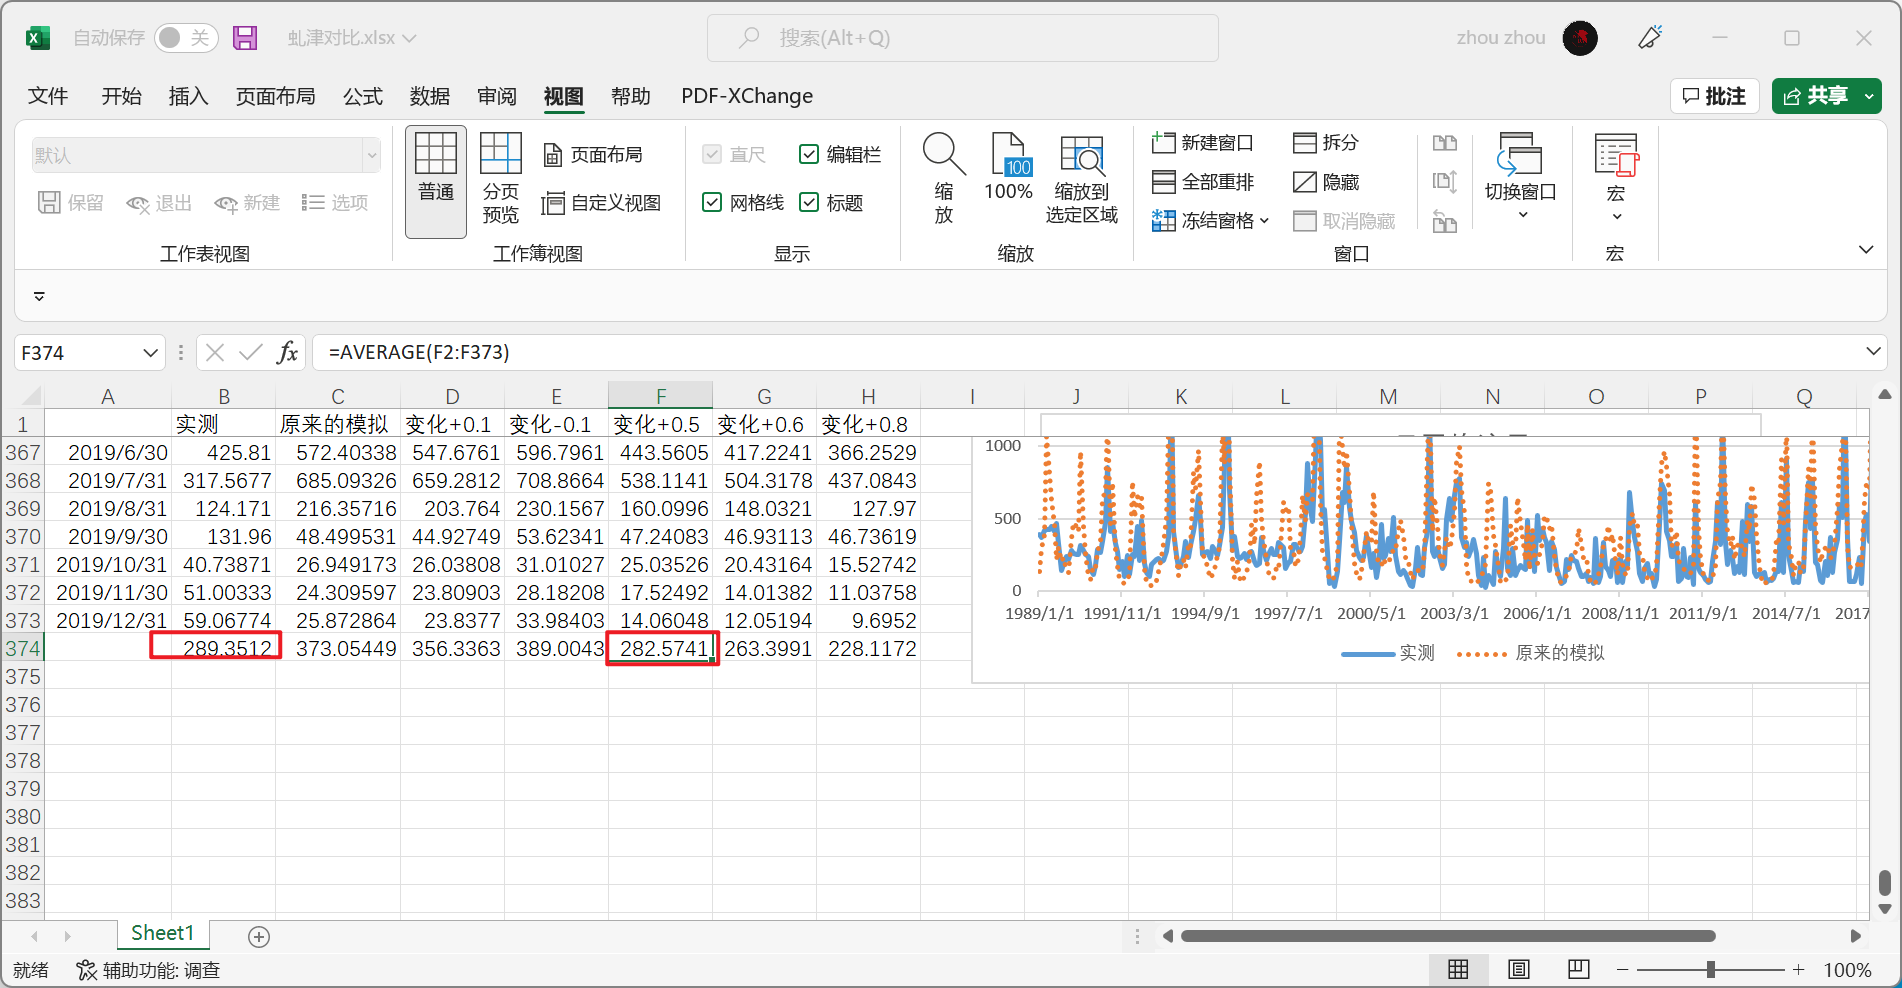 自动保存 关 虬津对比.xlsx 搜索(Alt+Q) zhou zhou
文件 开始 插入 页面布局 公式 数据 审阅 视图 帮助 PDF-XChange 批注 共享
默认
保留 退出 新建 选项
工作表视图
普通
分页
预览
页面布局
自定义视图
工作簿视图
直尺 编辑栏
网格线 标题
显示
缩
放
100
100%
缩放到
选定区域
缩放
新建窗口
全部重排
冻结窗格
拆分
隐藏
取消隐藏
切换窗口
窗口
宏
宏
F374 fx =AVERAGE(F2:F373)
A B C D E F G H I J K L M N O P Q
1 实测 原来的模拟 变化+0.1 变化-0.1 变化+0.5 变化+0.6 变化+0.8
367 2019/6/30 425.81 572.40338 547.6761 596.7961 443.5605 417.2241 366.2529
368 2019/7/31 317.5677 685.09326 659.2812 708.8664 538.1141 504.3178 437.0843
369 2019/8/31 124.171 216.35716 203.764 230.1567 160.0996 148.0321 127.97
370 2019/9/30 131.96 48.499531 44.92749 53.62341 47.24083 46.93113 46.73619
371 2019/10/31 40.73871 26.949173 26.03808 31.01027 25.03526 20.43164 15.52742
372 2019/11/30 51.00333 24.309597 23.80903 28.18208 17.52492 14.01382 11.03758
373 2019/12/31 59.06774 25.872864 23.8377 33.98403 14.06048 12.05194 9.6952
374 289.3512 373.05449 356.3363 389.0043 282.5741 263.3991 228.1172
375
376
377
378
379
380
381
382
383
1000
500
0
1989/1/1 1991/11/1 1994/9/1 1997/7/1 2000/5/1 2003/3/1 2006/1/1 2008/11/1 2011/9/1 2014/7/1 2017
实测 原来的模拟
Sheet1
就绪 辅助功能: 调查 100%